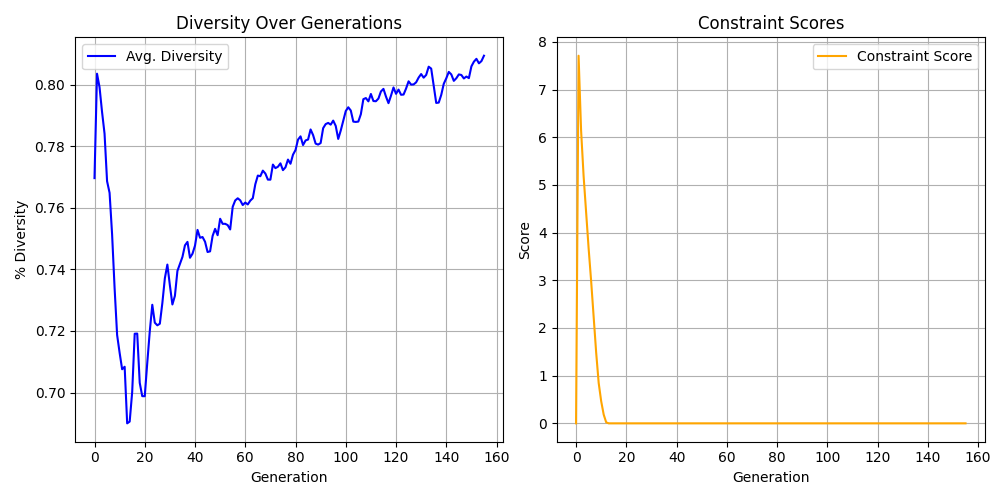 Diversity Over Generations
Avg. Diversity
% Diversity
0.80
0.78
0.76
0.74
0.72
0.70
0 20 40 60 80 100 120 140 160
Generation
Constraint Scores
Constraint Score
Score
8
7
6
5
4
3
2
1
0
0 20 40 60 80 100 120 140 160
Generation